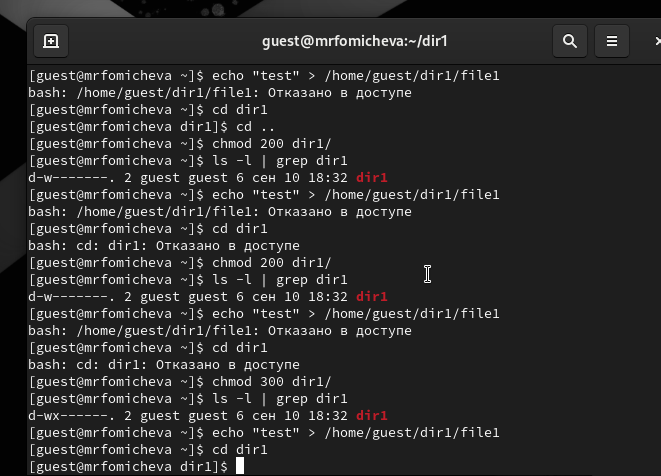 guest@mrfomicheva:~/dir1
[guest@mrfomicheva ~]$ echo "test" > /home/guest/dir1/file1
bash: /home/guest/dir1/file1: Отказано в доступе
[guest@mrfomicheva ~]$ cd dir1
[guest@mrfomicheva dir1]$ cd ..
[guest@mrfomicheva ~]$ chmod 200 dir1/
[guest@mrfomicheva ~]$ ls -l | grep dir1
d-w-------. 2 guest guest 6 сен 10 18:32 dir1
[guest@mrfomicheva ~]$ echo "test" > /home/guest/dir1/file1
bash: /home/guest/dir1/file1: Отказано в доступе
[guest@mrfomicheva ~]$ cd dir1
bash: cd: dir1: Отказано в доступе
[guest@mrfomicheva ~]$ chmod 200 dir1/
[guest@mrfomicheva ~]$ ls -l | grep dir1
d-w-------. 2 guest guest 6 сен 10 18:32 dir1
[guest@mrfomicheva ~]$ echo "test" > /home/guest/dir1/file1
bash: /home/guest/dir1/file1: Отказано в доступе
[guest@mrfomicheva ~]$ cd dir1
bash: cd: dir1: Отказано в доступе
[guest@mrfomicheva ~]$ chmod 300 dir1/
[guest@mrfomicheva ~]$ ls -l | grep dir1
d-wx------. 2 guest guest 6 сен 10 18:32 dir1
[guest@mrfomicheva ~]$ echo "test" > /home/guest/dir1/file1
[guest@mrfomicheva ~]$ cd dir1
[guest@mrfomicheva dir1]$